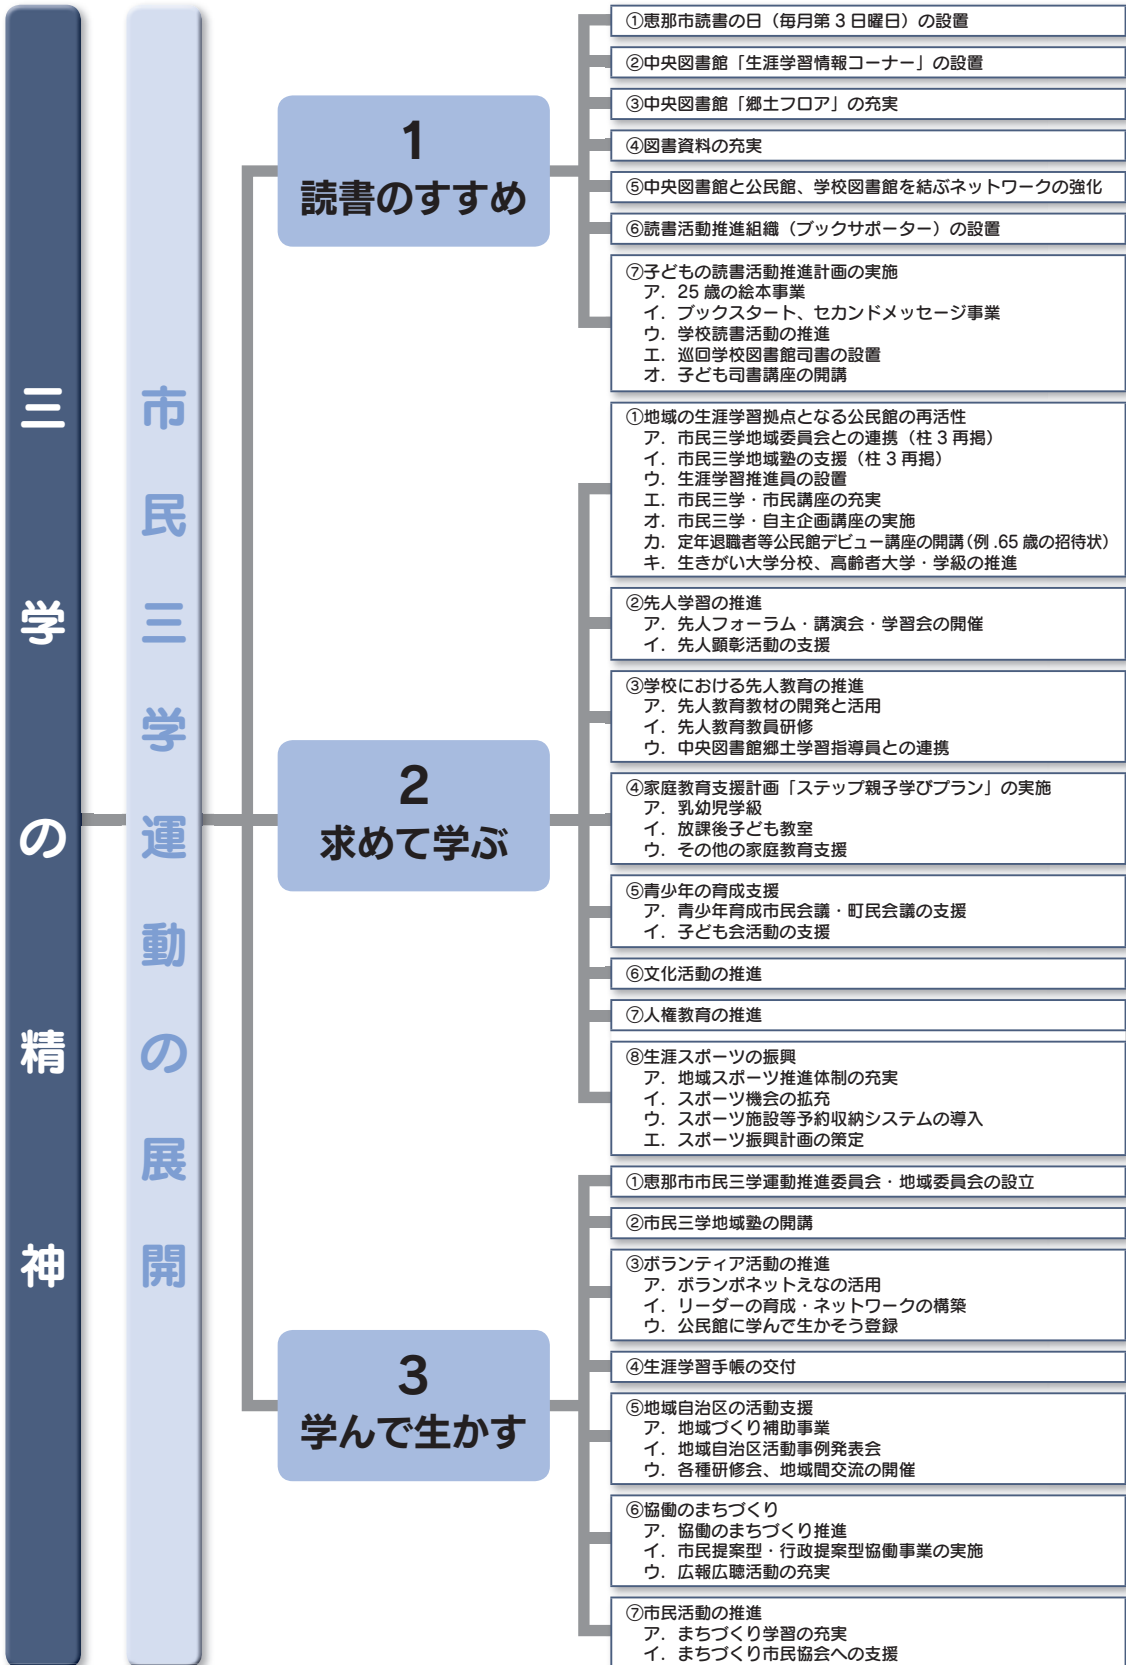 三学の精神
市民三学運動の展開
1
読書のすすめ
①恵那市読書の日（毎月第3日曜日）の設置
②中央図書館「生涯学習情報コーナー」の設置
③中央図書館「郷土フロア」の充実
④図書資料の充実
⑤中央図書館と公民館、学校図書館を結ぶネットワークの強化
⑥読書活動推進組織（ブックサポーター）の設置
⑦子どもの読書活動推進計画の実施
ア．25歳の絵本事業
イ．ブックスタート、セカンドメッセージ事業
ウ．学校読書活動の推進
エ．巡回学校図書館司書の設置
オ．子ども司書講座の開講
2
求めて学ぶ
①地域の生涯学習拠点となる公民館の再活性
ア．市民三学地域委員会との連携（柱3再掲）
イ．市民三学地域塾の支援（柱3再掲）
ウ．生涯学習推進員の設置
エ．市民三学・市民講座の充実
オ．市民三学・自主企画講座の実施
カ．定年退職者等公民館デビュー講座の開講（例.65歳の招待状）
キ．生きがい大学分校、高齢者大学・学級の推進
②先人学習の推進
ア．先人フォーラム・講演会・学習会の開催
イ．先人顕彰活動の支援
③学校における先人教育の推進
ア．先人教育教材の開発と活用
イ．先人教育教員研修
ウ．中央図書館郷土学習指導員との連携
④家庭教育支援計画「ステップ親子学びプラン」の実施
ア．乳幼児学級
イ．放課後子ども教室
ウ．その他の家庭教育支援
⑤青少年の育成支援
ア．青少年育成市民会議・町民会議の支援
イ．子ども会活動の支援
⑥文化活動の推進
⑦人権教育の推進
⑧生涯スポーツの振興
ア．地域スポーツ推進体制の充実
イ．スポーツ機会の拡充
ウ．スポーツ施設等予約収納システムの導入
エ．スポーツ振興計画の策定
3
学んで生かす
①恵那市市民三学運動推進委員会・地域委員会の設立
②市民三学地域塾の開講
③ボランティア活動の推進
ア．ボランポネットえなの活用
イ．リーダーの育成・ネットワークの構築
ウ．公民館に学んで生かそう登録
④生涯学習手帳の交付
⑤地域自治区の活動支援
ア．地域づくり補助事業
イ．地域自治区活動事例発表会
ウ．各種研修会、地域間交流の開催
⑥協働のまちづくり
ア．協働のまちづくり推進
イ．市民提案型・行政提案型協働事業の実施
ウ．広報広聴活動の充実
⑦市民活動の推進
ア．まちづくり学習の充実
イ．まちづくり市民協会への支援